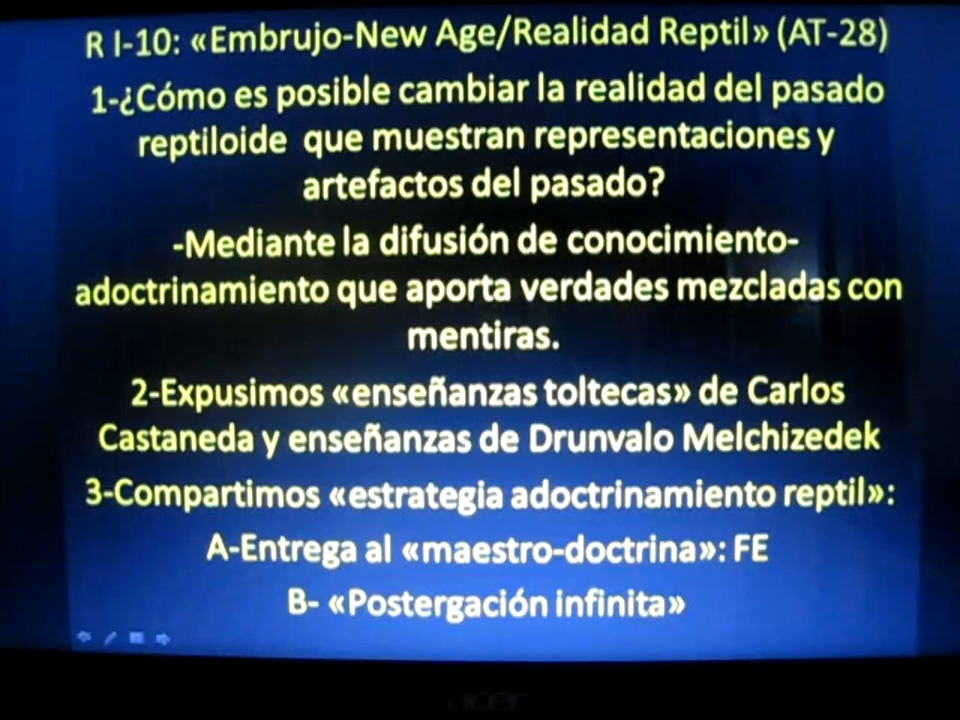 R I-10: «Embrujo-New Age/Realidad Reptil» (AT-28)
1-¿Cómo es posible cambiar la realidad del pasado
reptiloide que muestran representaciones y
artefactos del pasado?
-Mediante la difusión de conocimiento-
adoctrinamiento que aporta verdades mezcladas con
mentiras.
2-Expusimos «enseñanzas toltecas» de Carlos
Castaneda y enseñanzas de Drunvalo Melchizedek
3-Compartimos «estrategia adoctrinamiento reptil»:
A-Entrega al «maestro-doctrina»: FE
B- «Postergación infinita»
acer